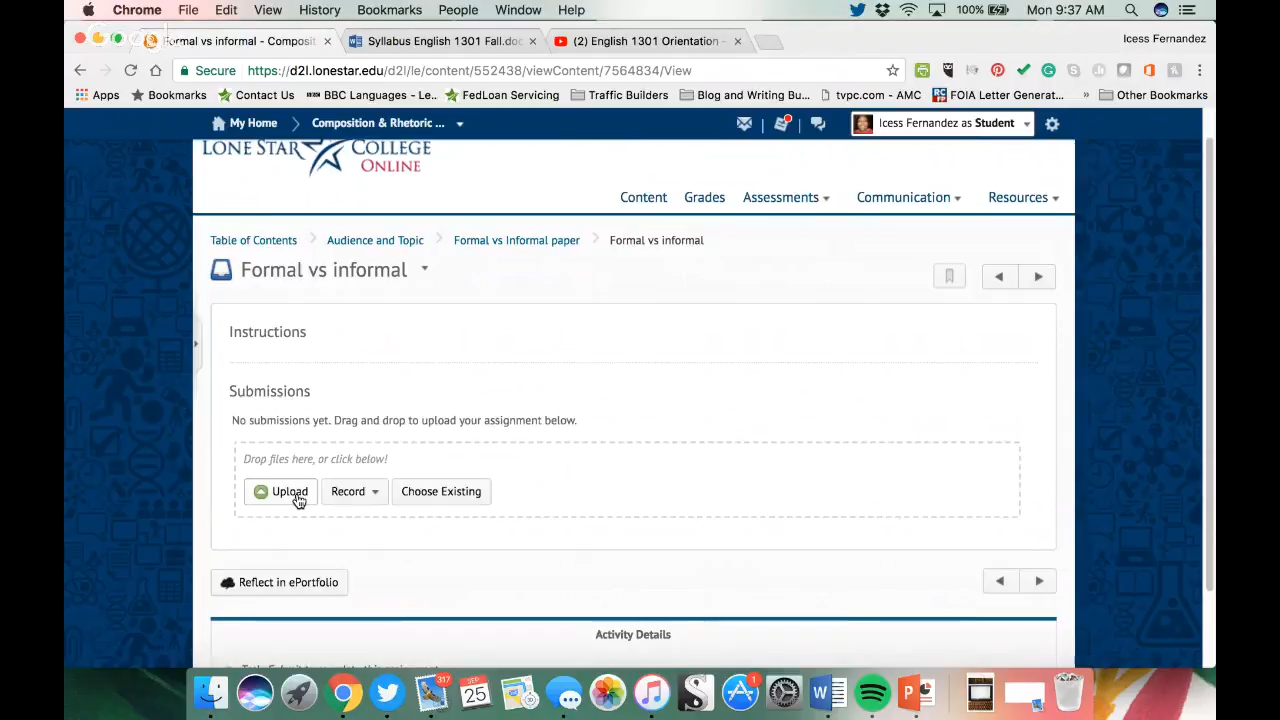 Chrome File Edit View History Bookmarks People Window Help 100% Mon 9:37 AM
Formal vs informal - Composit × Syllabus English 1301 Fall.doc × (2) English 1301 Orientation - × Icess Fernandez
Secure https://d2l.lonestar.edu/d2l/le/content/552438/viewContent/7564834/View
Apps Bookmarks Contact Us BBC Languages - Le... FedLoan Servicing Traffic Builders Blog and Writing Bu... tvpc.com - AMC FOIA Letter Generat... » Other Bookmarks
My Home Composition & Rhetoric ... Icess Fernandez as Student
LONE STAR COLLEGE
ONLINE
Content Grades Assessments Communication Resources
Table of Contents Audience and Topic Formal vs Informal paper Formal vs informal
Formal vs informal
Instructions
Submissions
No submissions yet. Drag and drop to upload your assignment below.
Drop files here, or click below!
Upload Record Choose Existing
Reflect in ePortfolio
Activity Details
317 SEP 25 1